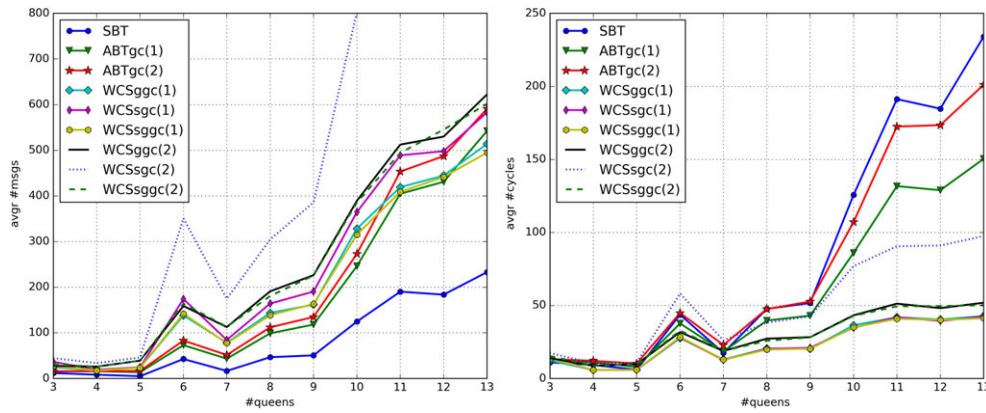 800
700
600
500
400
300
200
100
0
avgr #msgs
SBT
ABTgc(1)
ABTgc(2)
WCSggc(1)
WCSsgc(1)
WCSsggc(1)
WCSggc(2)
WCSsgc(2)
WCSsggc(2)
3 4 5 6 7 8 9 10 11 12 13
#queens
250
200
150
100
50
0
avgr #cycles
SBT
ABTgc(1)
ABTgc(2)
WCSggc(1)
WCSsgc(1)
WCSsggc(1)
WCSggc(2)
WCSsgc(2)
WCSsggc(2)
3 4 5 6 7 8 9 10 11 12 13
#queens